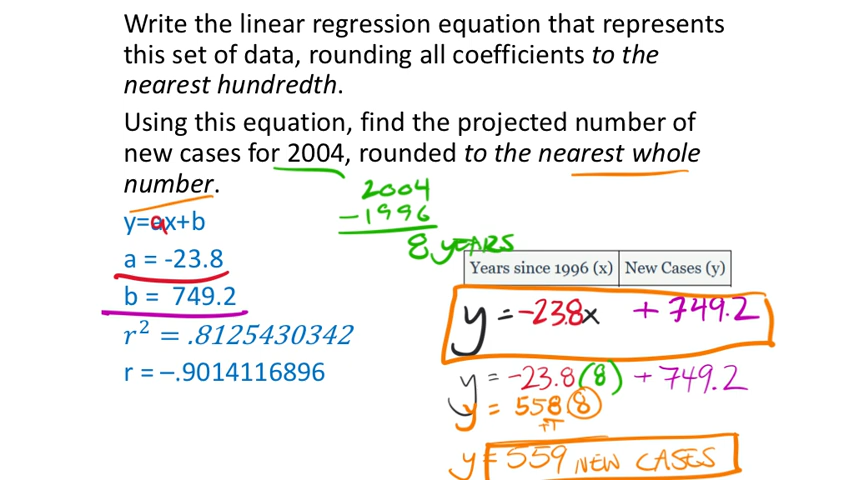 Write the linear regression equation that represents
this set of data, rounding all coefficients to the
nearest hundredth.
Using this equation, find the projected number of
new cases for 2004, rounded to the nearest whole
number.
2004
-1996
8 YEARS
y=ax+b
a = -23.8
b = 749.2
r² = .8125430342
r = -.9014116896
Years since 1996 (x) New Cases (y)
y = -23.8x + 749.2
y = -23.8(8) + 749.2
y = 558 8
y = 559 NEW CASES